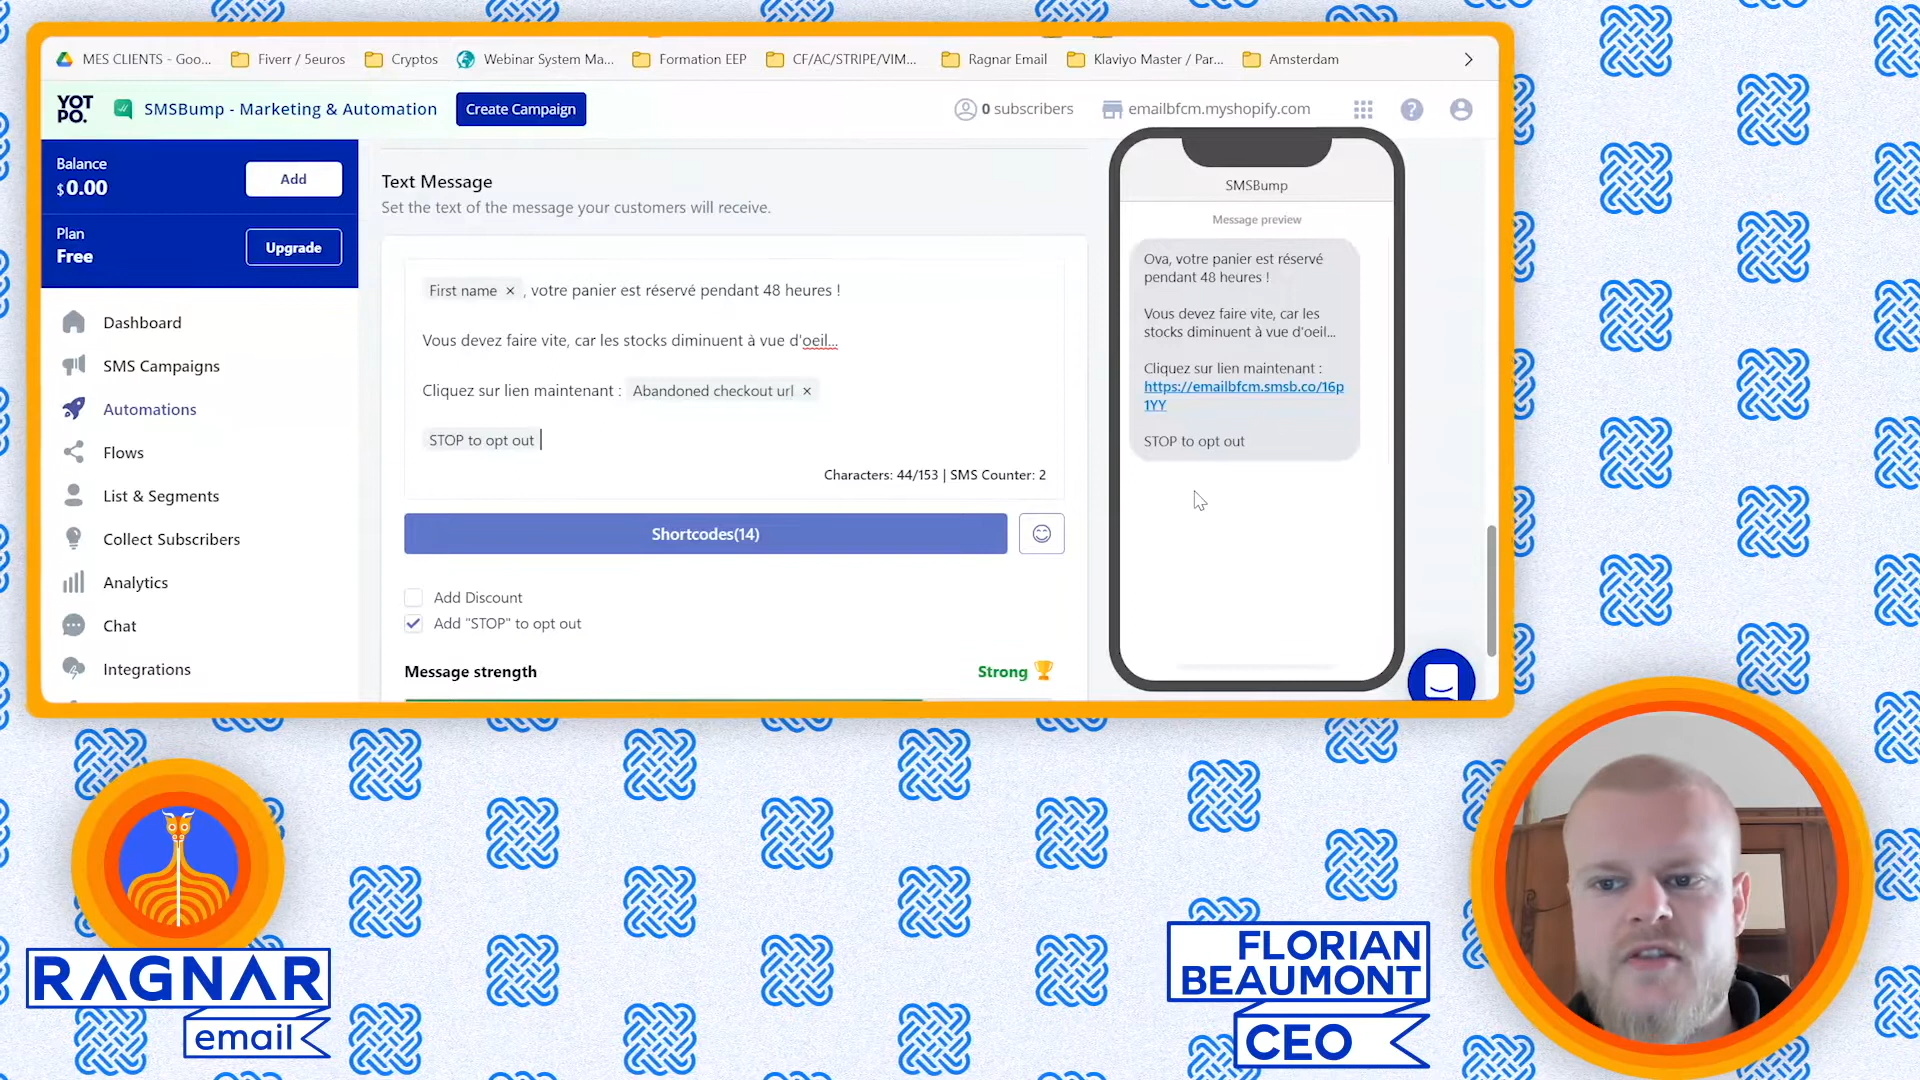 MES CLIENTS - Goo...
Fiverr / 5euros
Cryptos
Webinar System Ma...
Formation EEP
CF/AC/STRIPE/VIM...
Ragnar Email
Klaviyo Master / Par...
Amsterdam
YOT
PO.
SMSBump - Marketing & Automation
Create Campaign
0 subscribers
emailbfcm.myshopify.com
?
Balance
$0.00
Add
Plan
Free
Upgrade
Dashboard
SMS Campaigns
Automations
Flows
List & Segments
Collect Subscribers
Analytics
Chat
Integrations
Text Message
Set the text of the message your customers will receive.
First name × , votre panier est réservé pendant 48 heures !
Vous devez faire vite, car les stocks diminuent à vue d'oeil...
Cliquez sur lien maintenant : Abandoned checkout url ×
STOP to opt out
Characters: 44/153 | SMS Counter: 2
Shortcodes(14)
Add Discount
Add "STOP" to opt out
Message strength
Strong
SMSBump
Message preview
Ova, votre panier est réservé
pendant 48 heures !
Vous devez faire vite, car les
stocks diminuent à vue d'oeil...
Cliquez sur lien maintenant :
https://emailbfcm.smsb.co/16p
1YY
STOP to opt out
RAGNAR
email
FLORIAN
BEAUMONT
CEO